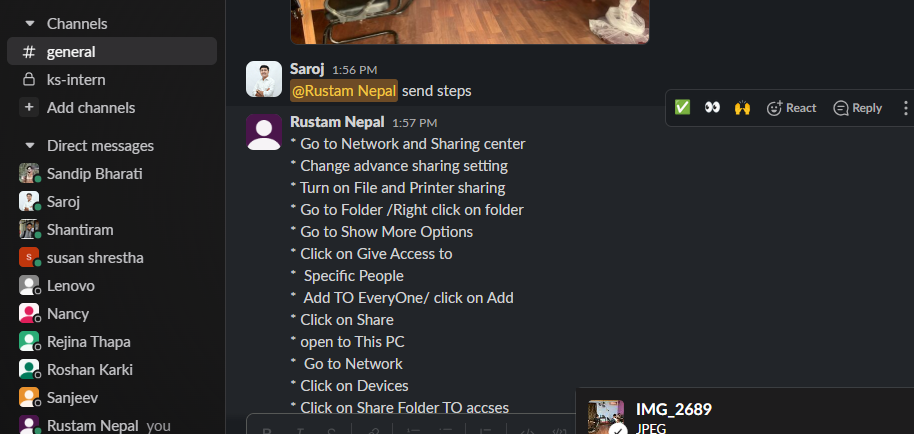 Channels
# general
ks-intern
+ Add channels
Direct messages
Sandip Bharati
Saroj
Shantiram
S susan shrestha
Lenovo
Nancy
Rejina Thapa
Roshan Karki
Sanjeev
Rustam Nepal you
Saroj 1:56 PM
@Rustam Nepal send steps
React Reply
Rustam Nepal 1:57 PM
* Go to Network and Sharing center
* Change advance sharing setting
* Turn on File and Printer sharing
* Go to Folder /Right click on folder
* Go to Show More Options
* Click on Give Access to
* Specific People
* Add TO EveryOne/ click on Add
* Click on Share
* open to This PC
* Go to Network
* Click on Devices
* Click on Share Folder TO accses
IMG_2689
JPEG